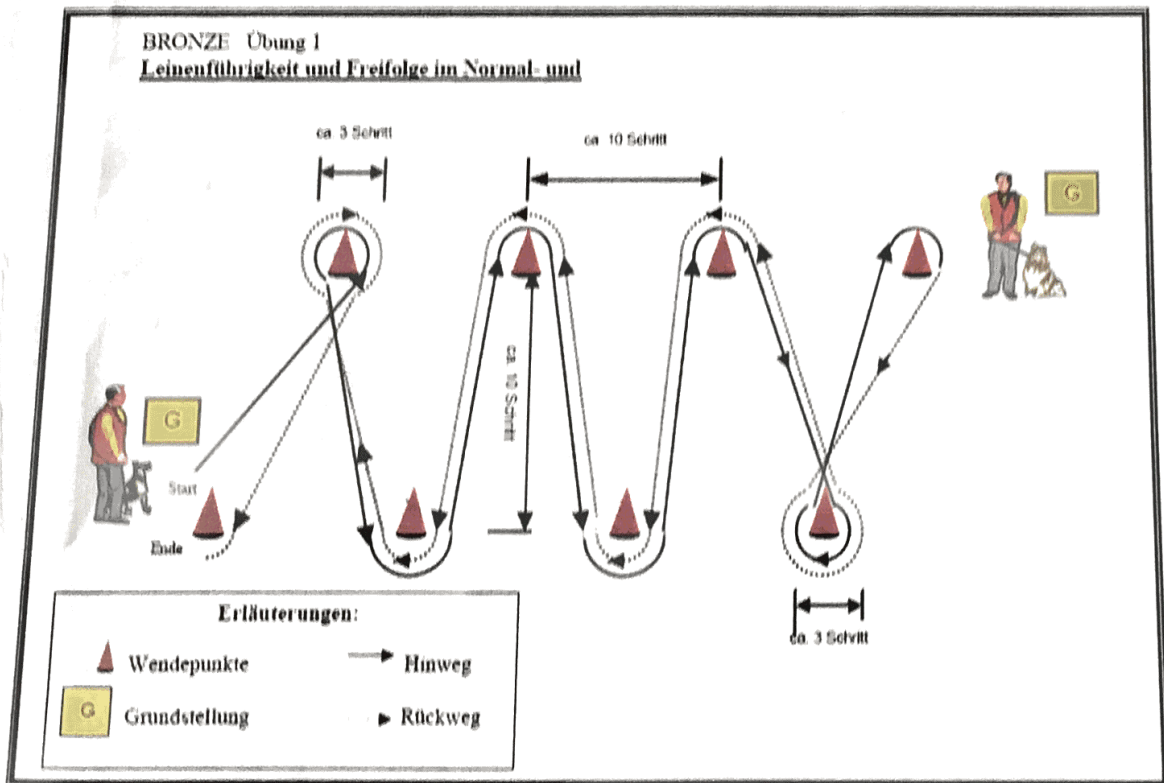 BRONZE Übung 1
Leinenführigkeit und Freifolge im Normal- und
ca. 3 Schritt
ca. 10 Schritt
G
ca. 10 Schritt
G
Start
Ende
ca. 3 Schritt
Erläuterungen:
Wendepunkte
Hinweg
G
Grundstellung
Rückweg